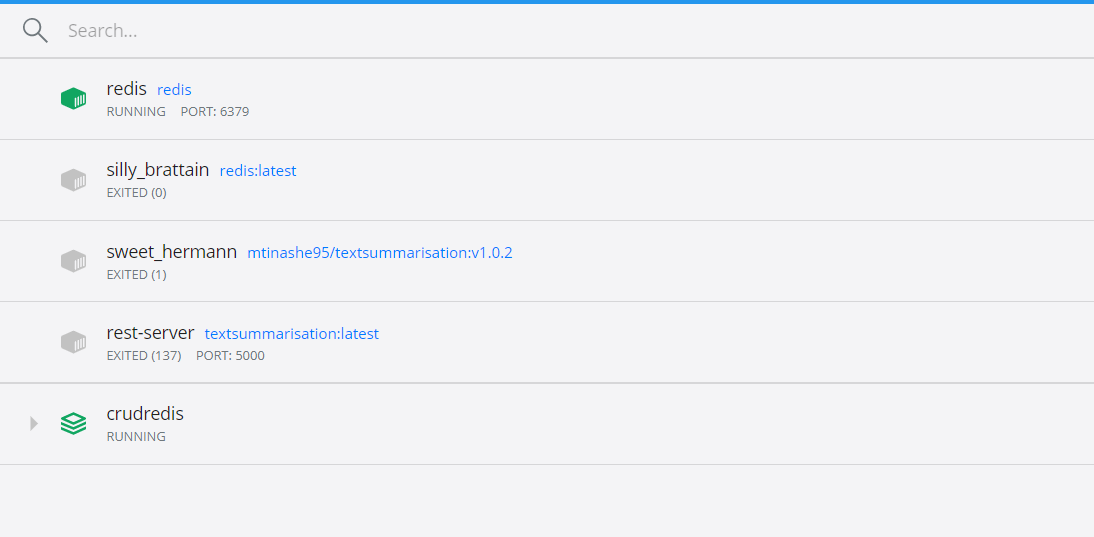 Search...
redis redis
RUNNING PORT: 6379
silly_brattain redis:latest
EXITED (0)
sweet_hermann mtinashe95/textsummarisation:v1.0.2
EXITED (1)
rest-server textsummarisation:latest
EXITED (137) PORT: 5000
crudredis
RUNNING